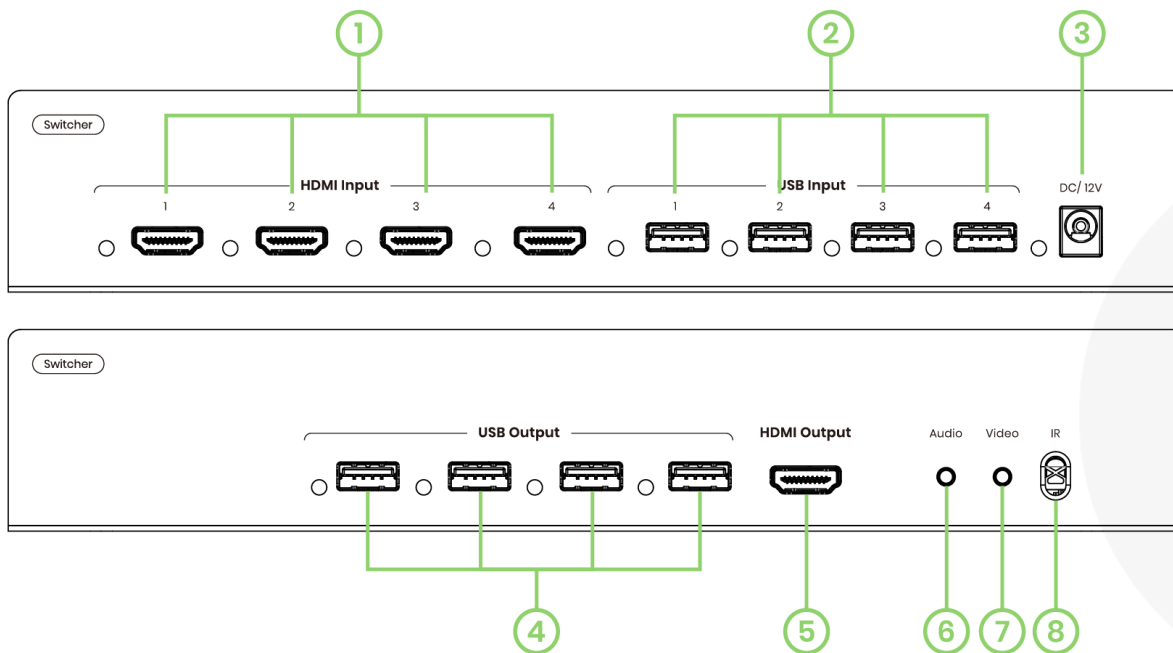 1 2 3
Switcher
HDMI Input USB Input DC/ 12V
1 2 3 4 1 2 3 4
Switcher
USB Output HDMI Output Audio Video IR
4 5 6 7 8